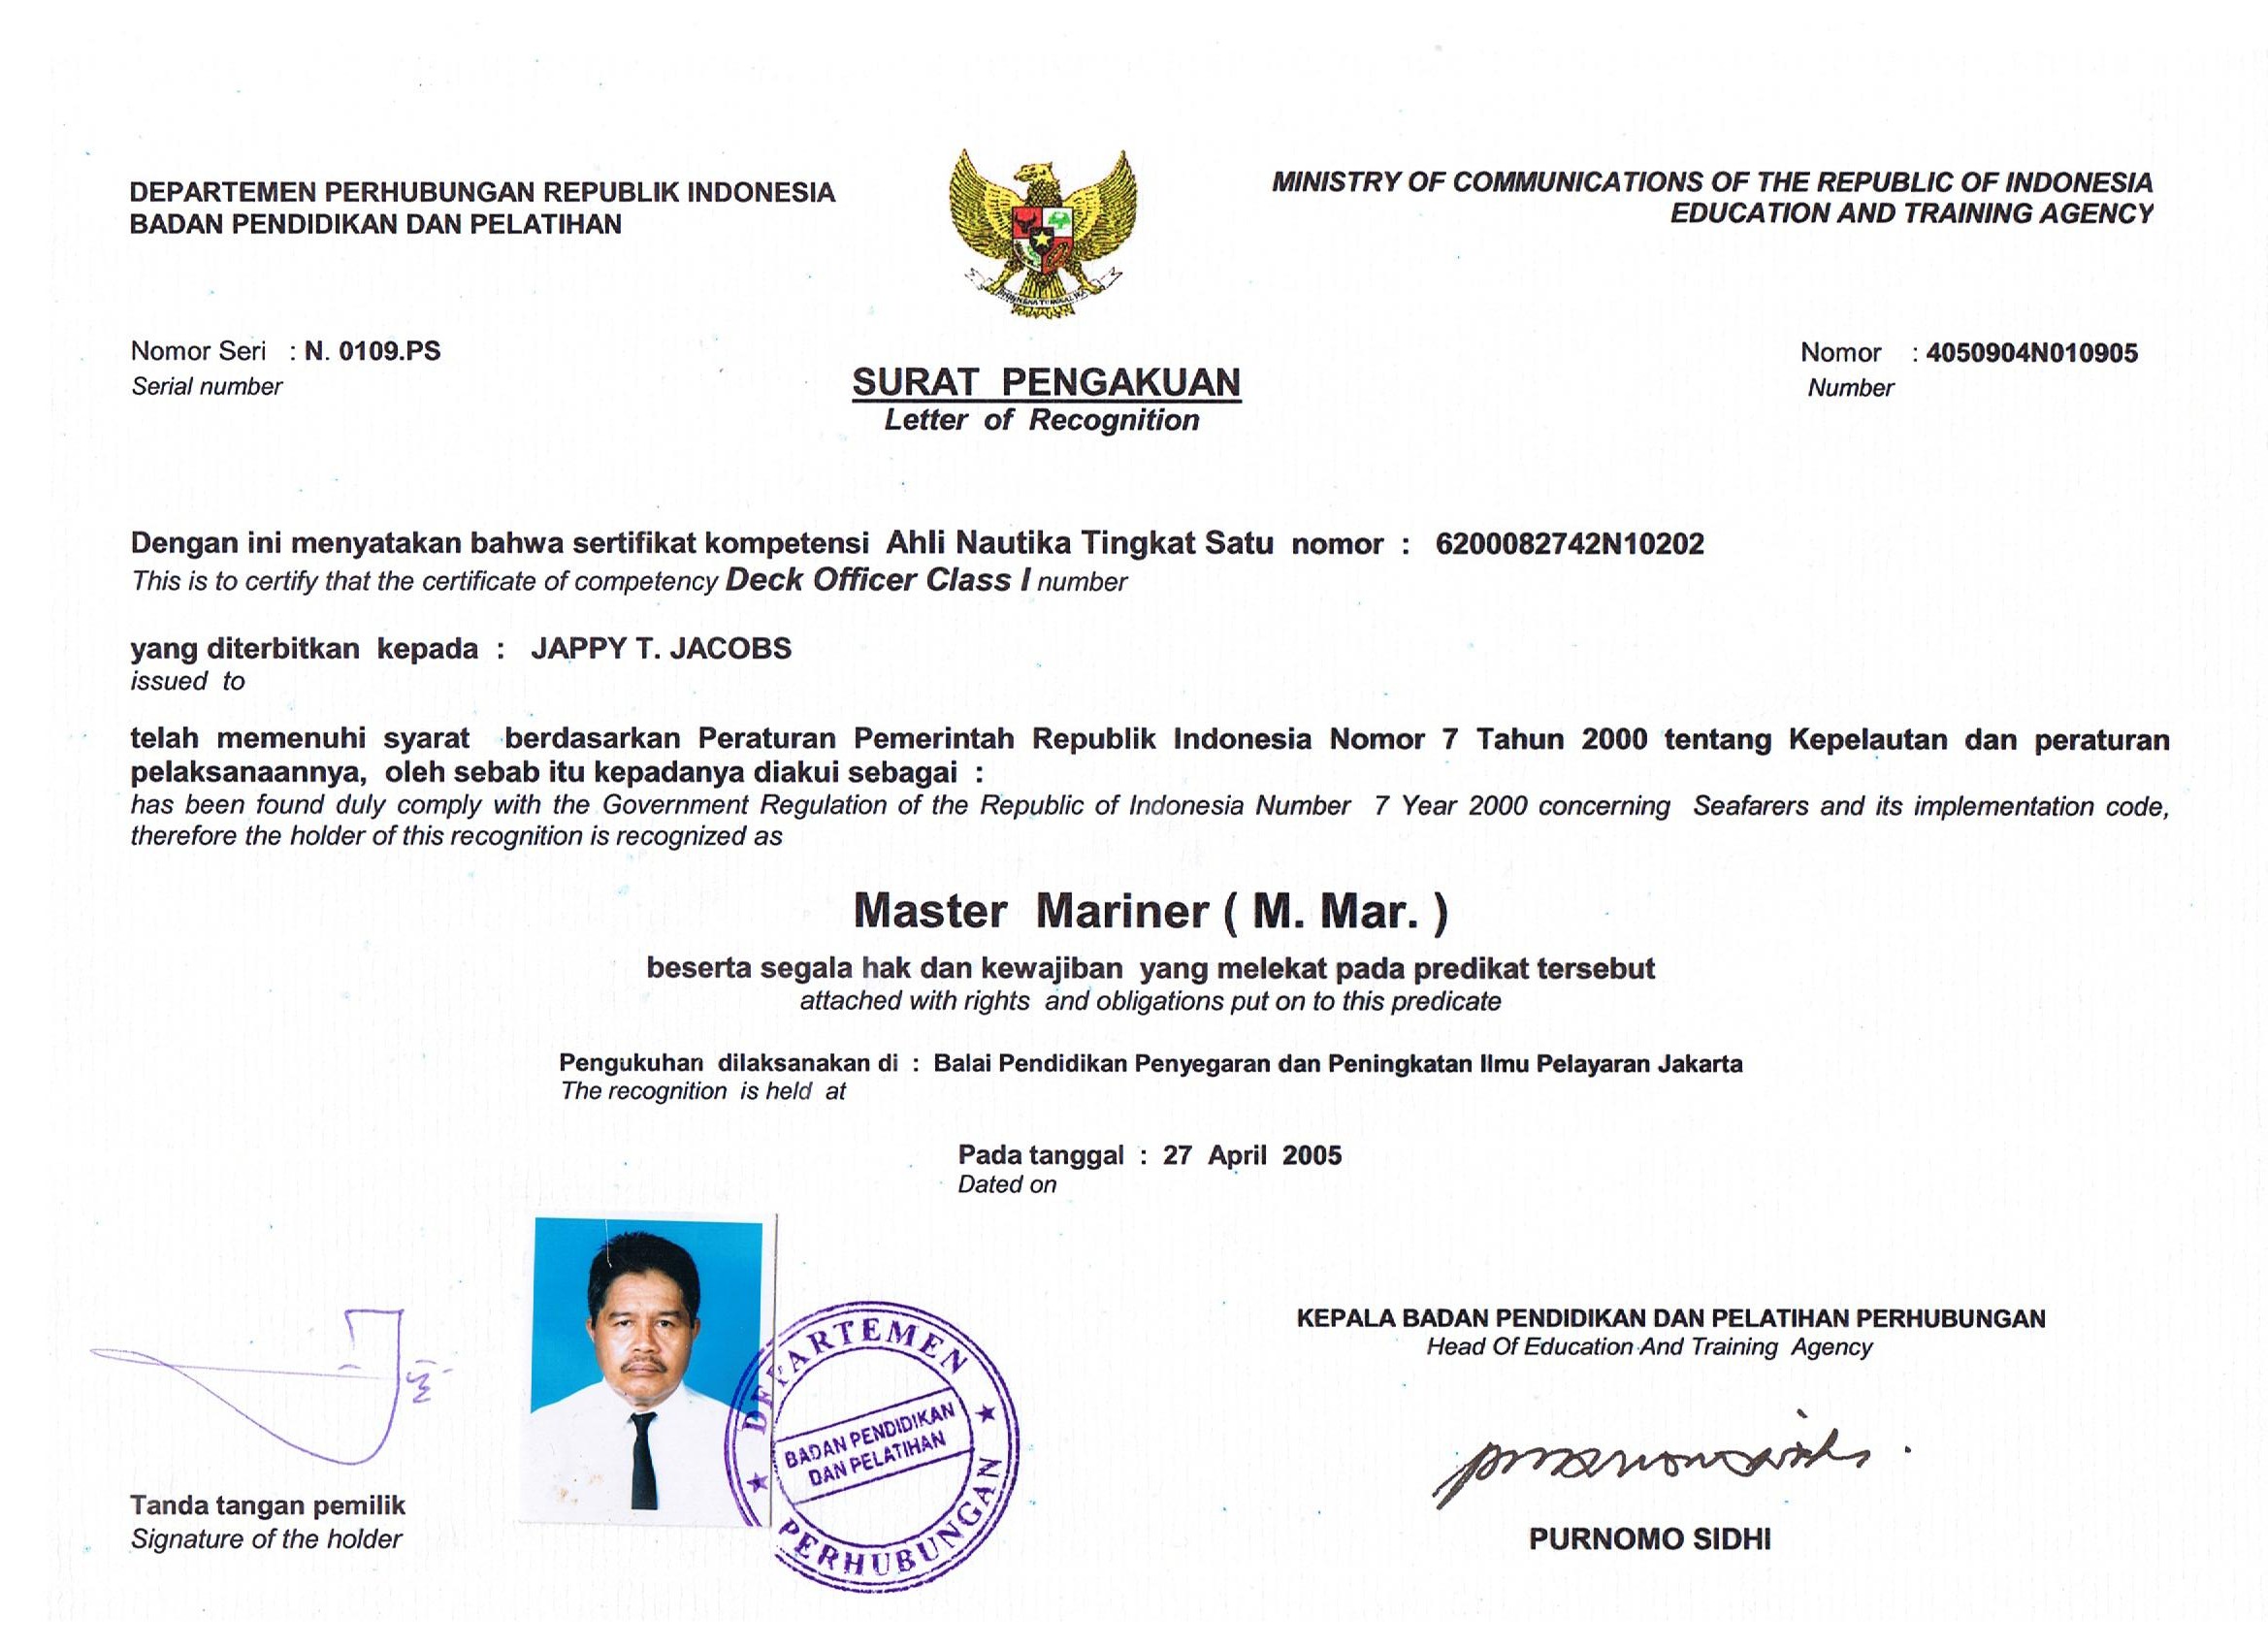 DEPARTEMEN PERHUBUNGAN REPUBLIK INDONESIA
BADAN PENDIDIKAN DAN PELATIHAN
MINISTRY OF COMMUNICATIONS OF THE REPUBLIC OF INDONESIA
EDUCATION AND TRAINING AGENCY
Nomor Seri : N. 0109.PS
Serial number
Nomor : 4050904N010905
Number
SURAT PENGAKUAN
Letter of Recognition
Dengan ini menyatakan bahwa sertifikat kompetensi Ahli Nautika Tingkat Satu nomor : 6200082742N10202
This is to certify that the certificate of competency Deck Officer Class I number
yang diterbitkan kepada : JAPPY T. JACOBS
issued to
telah memenuhi syarat berdasarkan Peraturan Pemerintah Republik Indonesia Nomor 7 Tahun 2000 tentang Kepelautan dan peraturan
pelaksanaannya, oleh sebab itu kepadanya diakui sebagai :
has been found duly comply with the Government Regulation of the Republic of Indonesia Number 7 Year 2000 concerning Seafarers and its implementation code,
therefore the holder of this recognition is recognized as
Master Mariner ( M. Mar. )
beserta segala hak dan kewajiban yang melekat pada predikat tersebut
attached with rights and obligations put on to this predicate
Pengukuhan dilaksanakan di : Balai Pendidikan Penyegaran dan Peningkatan Ilmu Pelayaran Jakarta
The recognition is held at
Pada tanggal : 27 April 2005
Dated on
DEPARTEMEN
BADAN PENDIDIKAN
DAN PELATIHAN
PERHUBUNGAN
KEPALA BADAN PENDIDIKAN DAN PELATIHAN PERHUBUNGAN
Head Of Education And Training Agency
Tanda tangan pemilik
Signature of the holder
PURNOMO SIDHI